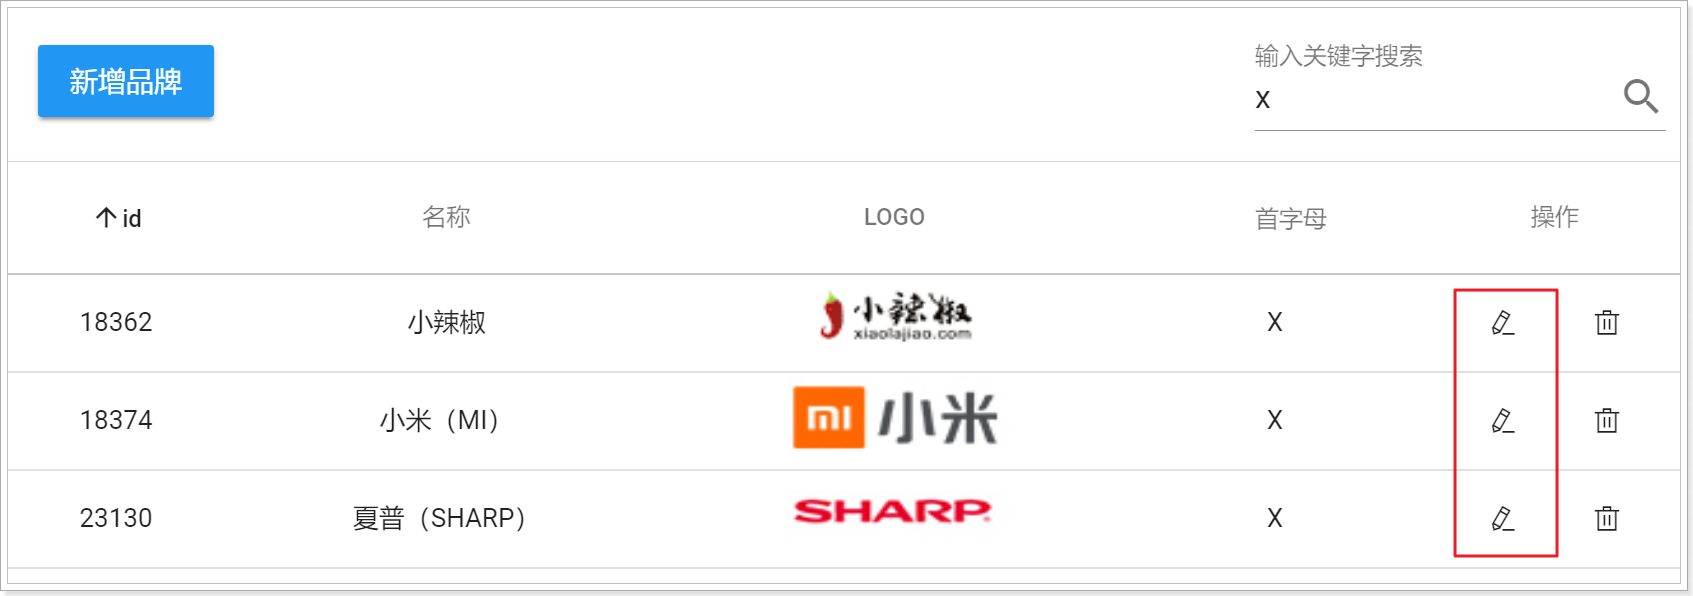 新增品牌
输入关键字搜索
X
id 名称 LOGO 首字母 操作
18362 小辣椒 小辣椒 xiaolajiao.com X
18374 小米（MI） mi 小米 X
23130 夏普（SHARP） SHARP X